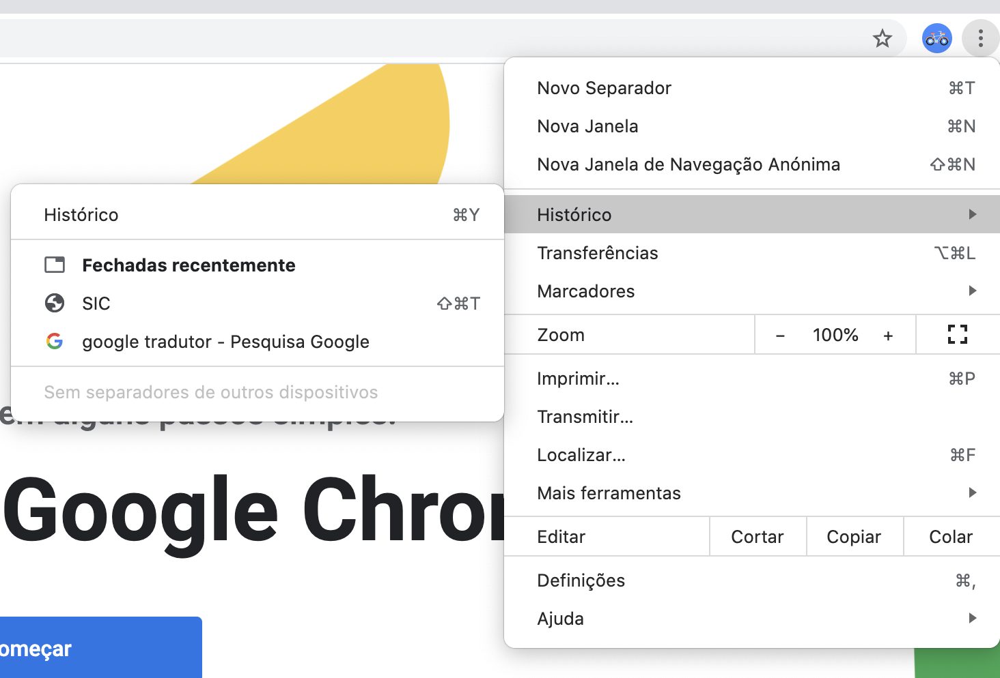 Novo Separador ⌘T
Nova Janela ⌘N
Nova Janela de Navegação Anónima ⇧⌘N
Histórico
Transferências ⌥⌘L
Marcadores
Zoom − 100% +
Imprimir... ⌘P
Transmitir...
Localizar... ⌘F
Mais ferramentas
Editar Cortar Copiar Colar
Definições ⌘,
Ajuda
Histórico ⌘Y
Fechadas recentemente
SIC ⇧⌘T
google tradutor - Pesquisa Google
Sem separadores de outros dispositivos
Google Chro
omeçar